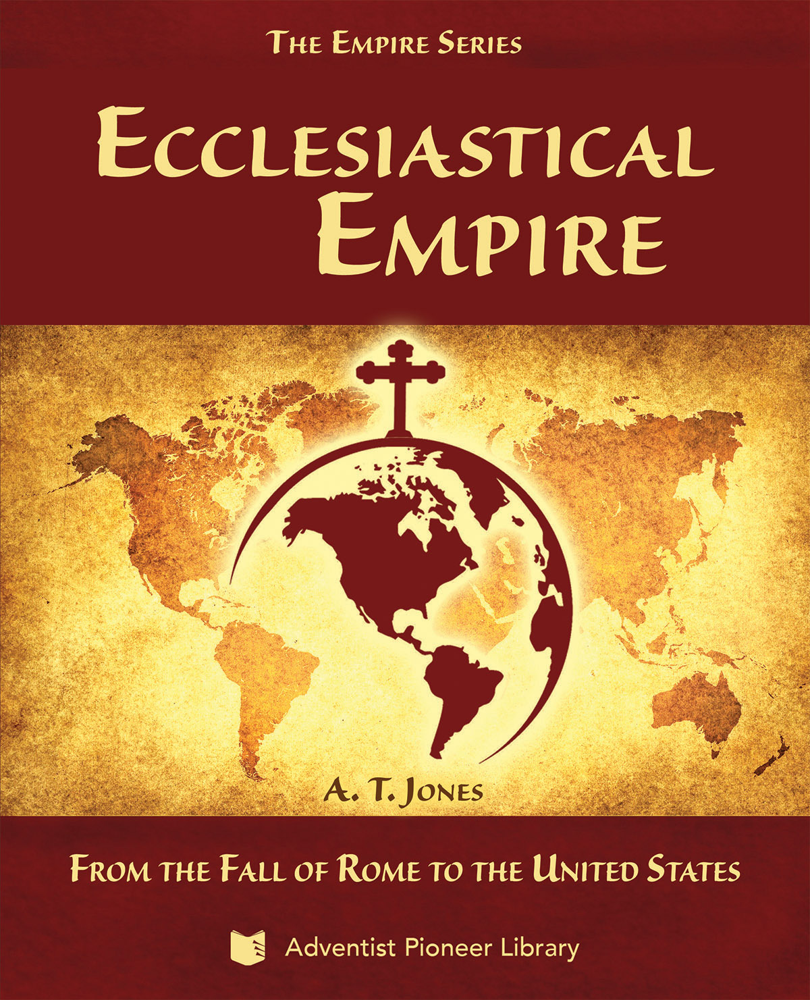 The Empire Series
Ecclesiastical
Empire
A. T. Jones
From the Fall of Rome to the United States
Adventist Pioneer Library